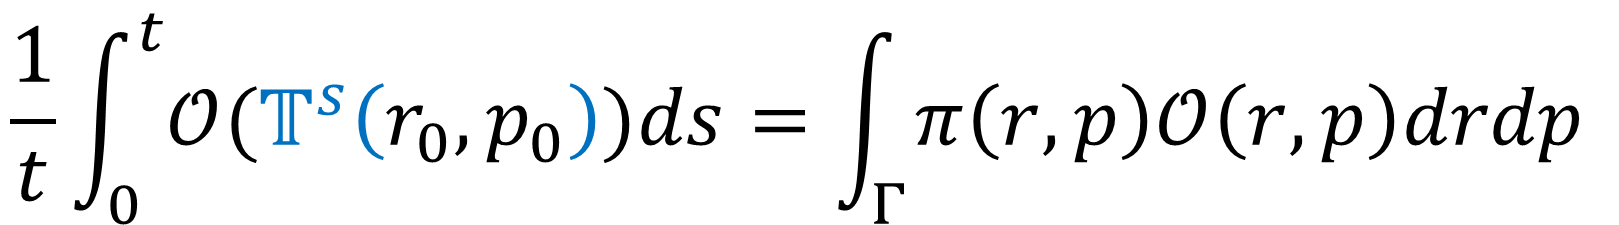 1/t ∫₀ᵗ 𝒪(𝕋ˢ(r₀, p₀))ds = ∫_Γ π(r, p)𝒪(r, p)drdp